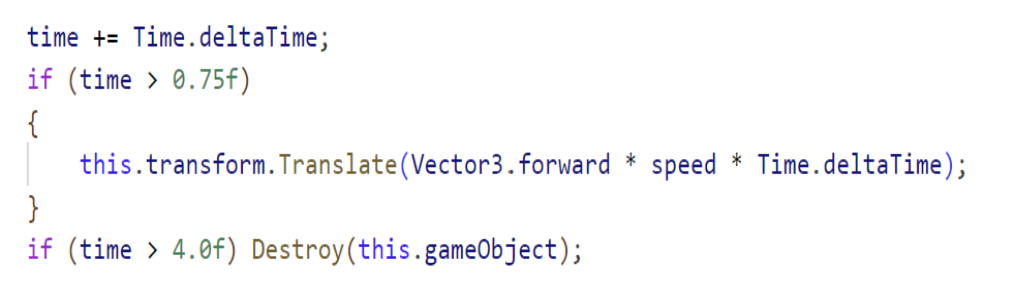 time += Time.deltaTime;
if (time > 0.75f)
{
    this.transform.Translate(Vector3.forward * speed * Time.deltaTime);
}
if (time > 4.0f) Destroy(this.gameObject);